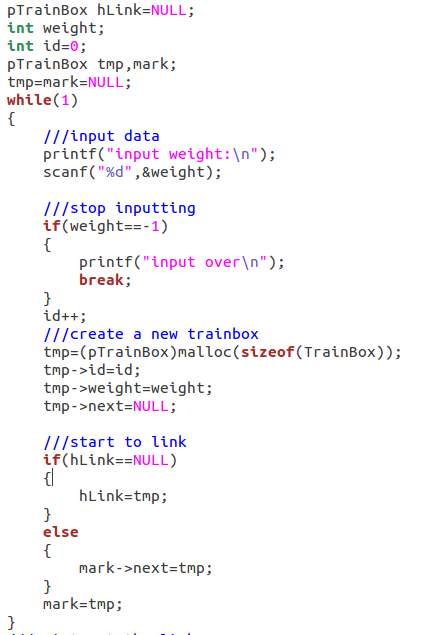 pTrainBox hLink=NULL;
int weight;
int id=0;
pTrainBox tmp,mark;
tmp=mark=NULL;
while(1)
{
    ///input data
    printf("input weight:\n");
    scanf("%d",&weight);

    ///stop inputting
    if(weight==-1)
    {
        printf("input over\n");
        break;
    }
    id++;
    ///create a new trainbox
    tmp=(pTrainBox)malloc(sizeof(TrainBox));
    tmp->id=id;
    tmp->weight=weight;
    tmp->next=NULL;

    ///start to link
    if(hLink==NULL)
    {
        hLink=tmp;
    }
    else
    {
        mark->next=tmp;
    }
    mark=tmp;
}